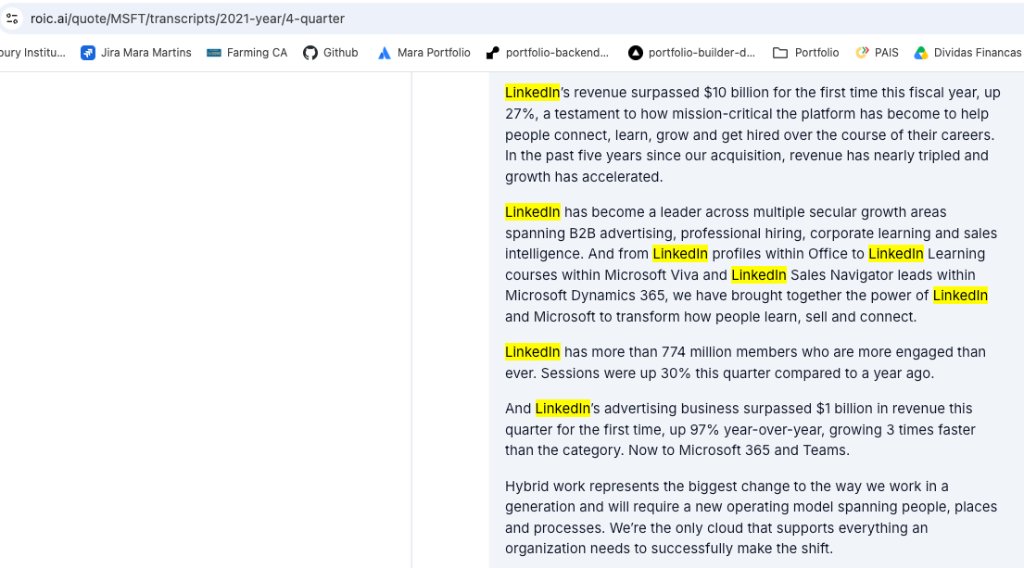 roic.ai/quote/MSFT/transcripts/2021-year/4-quarter
Institu... Jira Mara Martins Farming CA Github Mara Portfolio portfolio-backend... portfolio-builder-d... Portfolio PAIS Dividas Financas
LinkedIn's revenue surpassed $10 billion for the first time this fiscal year, up
27%, a testament to how mission-critical the platform has become to help
people connect, learn, grow and get hired over the course of their careers.
In the past five years since our acquisition, revenue has nearly tripled and
growth has accelerated.
LinkedIn has become a leader across multiple secular growth areas
spanning B2B advertising, professional hiring, corporate learning and sales
intelligence. And from LinkedIn profiles within Office to LinkedIn Learning
courses within Microsoft Viva and LinkedIn Sales Navigator leads within
Microsoft Dynamics 365, we have brought together the power of LinkedIn
and Microsoft to transform how people learn, sell and connect.
LinkedIn has more than 774 million members who are more engaged than
ever. Sessions were up 30% this quarter compared to a year ago.
And LinkedIn's advertising business surpassed $1 billion in revenue this
quarter for the first time, up 97% year-over-year, growing 3 times faster
than the category. Now to Microsoft 365 and Teams.
Hybrid work represents the biggest change to the way we work in a
generation and will require a new operating model spanning people, places
and processes. We're the only cloud that supports everything an
organization needs to successfully make the shift.